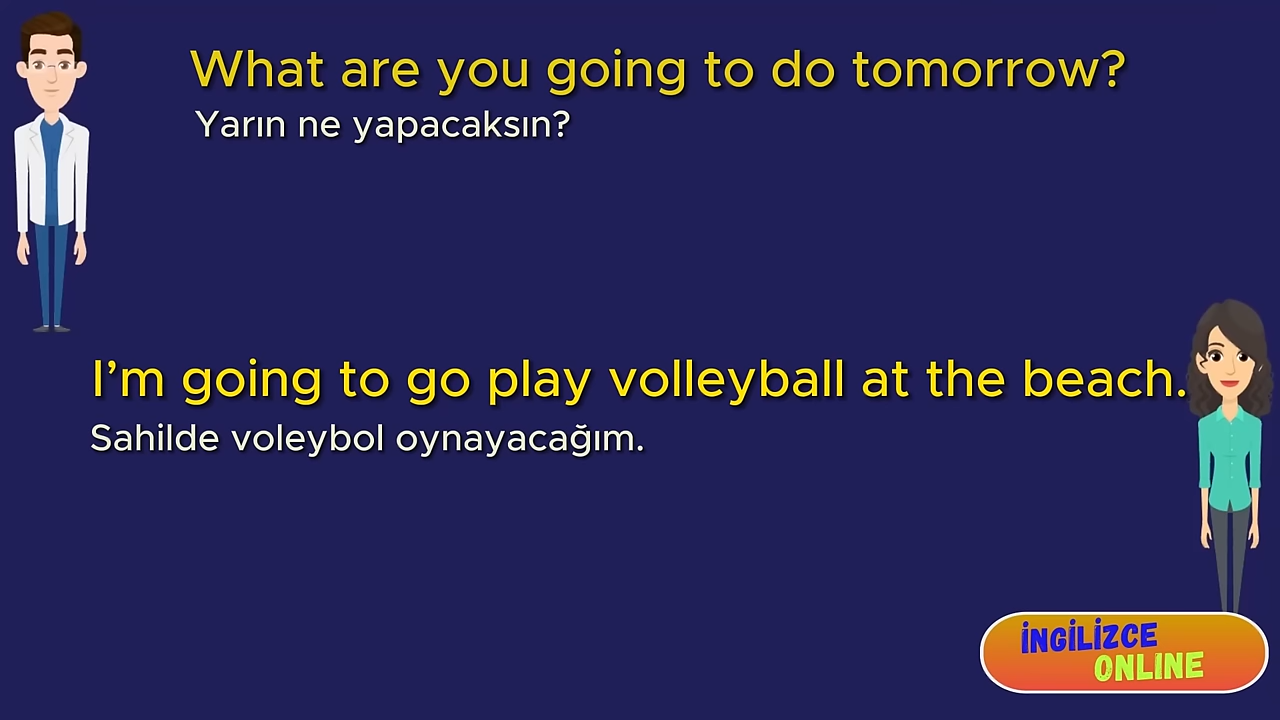 What are you going to do tomorrow?
Yarın ne yapacaksın?
I’m going to go play volleyball at the beach.
Sahilde voleybol oynayacağım.
İNGİLİZCE
ONLINE